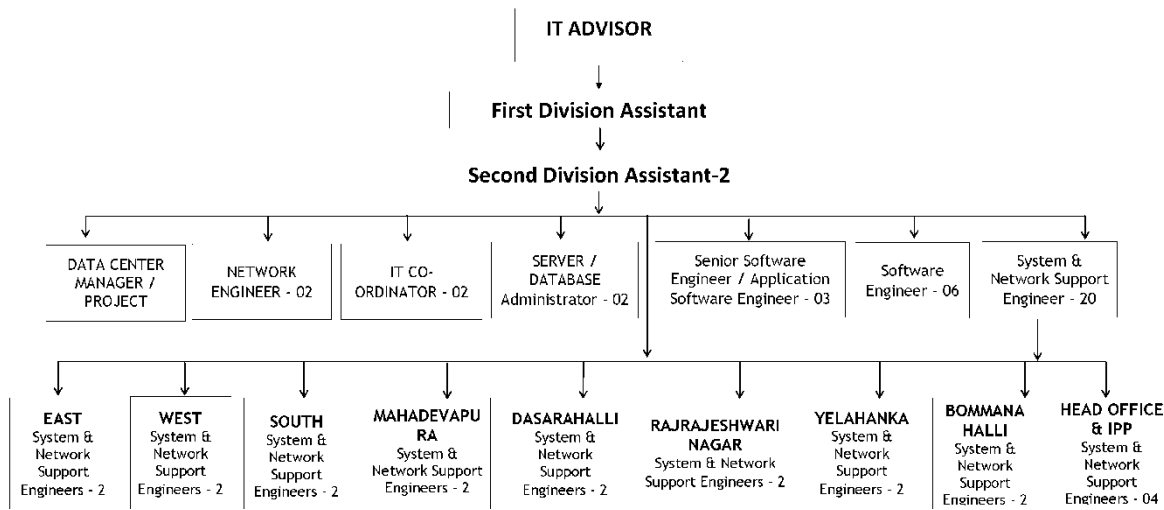 IT ADVISOR
First Division Assistant
Second Division Assistant-2
DATA CENTER
MANAGER /
PROJECT
NETWORK
ENGINEER - 02
IT CO-
ORDINATOR - 02
SERVER /
DATABASE
Administrator - 02
Senior Software
Engineer / Application
Software Engineer - 03
Software
Engineer - 06
System &
Network Support
Engineer - 20
EAST
System &
Network
Support
Engineers - 2
WEST
System &
Network
Support
Engineers - 2
SOUTH
System &
Network
Support
Engineers - 2
MAHADEVAPU
RA
System &
Network Support
Engineers - 2
DASARAHALLI
System &
Network
Support
Engineers - 2
RAJRAJESHWARI
NAGAR
System & Network
Support Engineers - 2
YELAHANKA
System &
Network
Support
Engineers - 2
BOMMANA
HALLI
System &
Network
Support
Engineers - 2
HEAD OFFICE
& IPP
System &
Network
Support
Engineers - 04